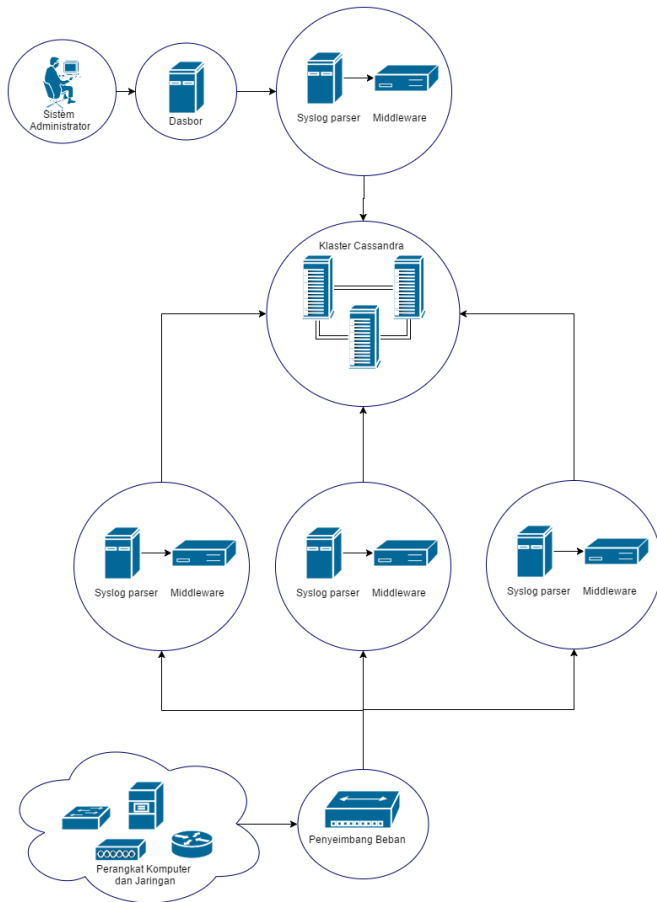 Sistem
Administrator
Dasbor
Syslog parser
Middleware
Klaster Cassandra
Syslog parser
Middleware
Syslog parser
Middleware
Syslog parser
Middleware
Perangkat Komputer
dan Jaringan
Penyeimbang Beban